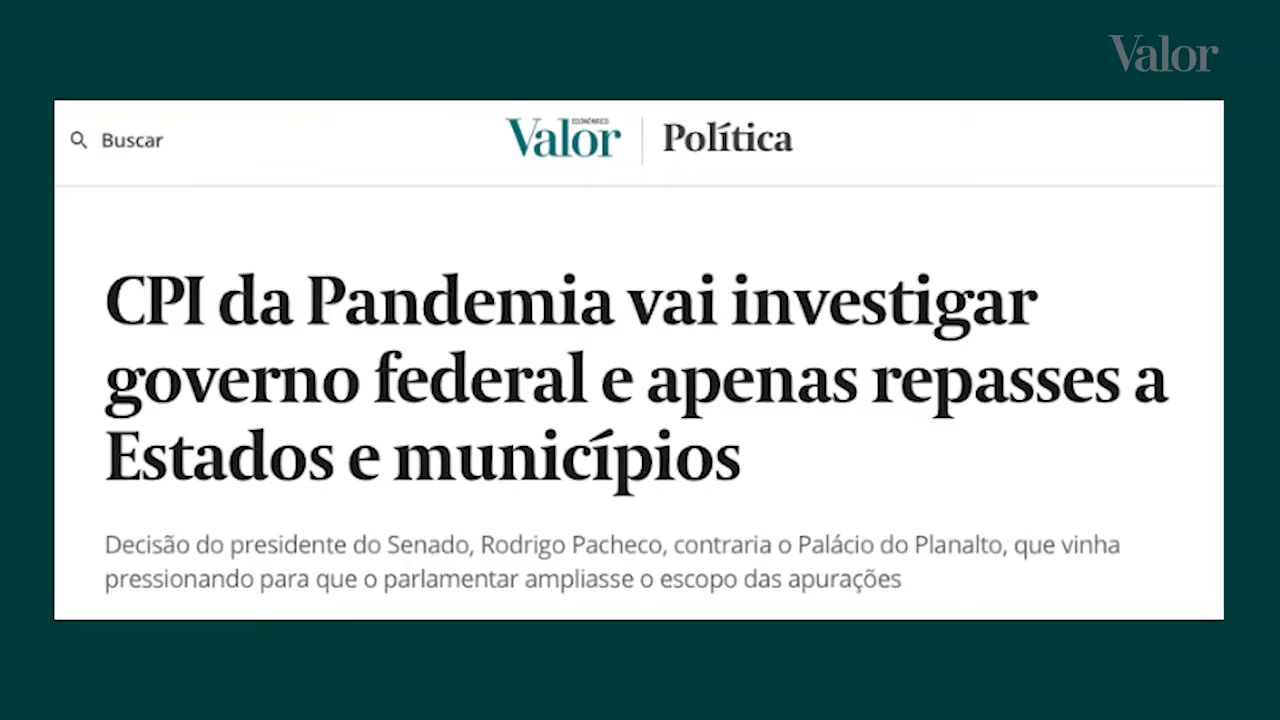 Valor
Buscar
Valor ECONÔMICO
Política
CPI da Pandemia vai investigar
governo federal e apenas repasses a
Estados e municípios
Decisão do presidente do Senado, Rodrigo Pacheco, contraria o Palácio do Planalto, que vinha
pressionando para que o parlamentar ampliasse o escopo das apurações